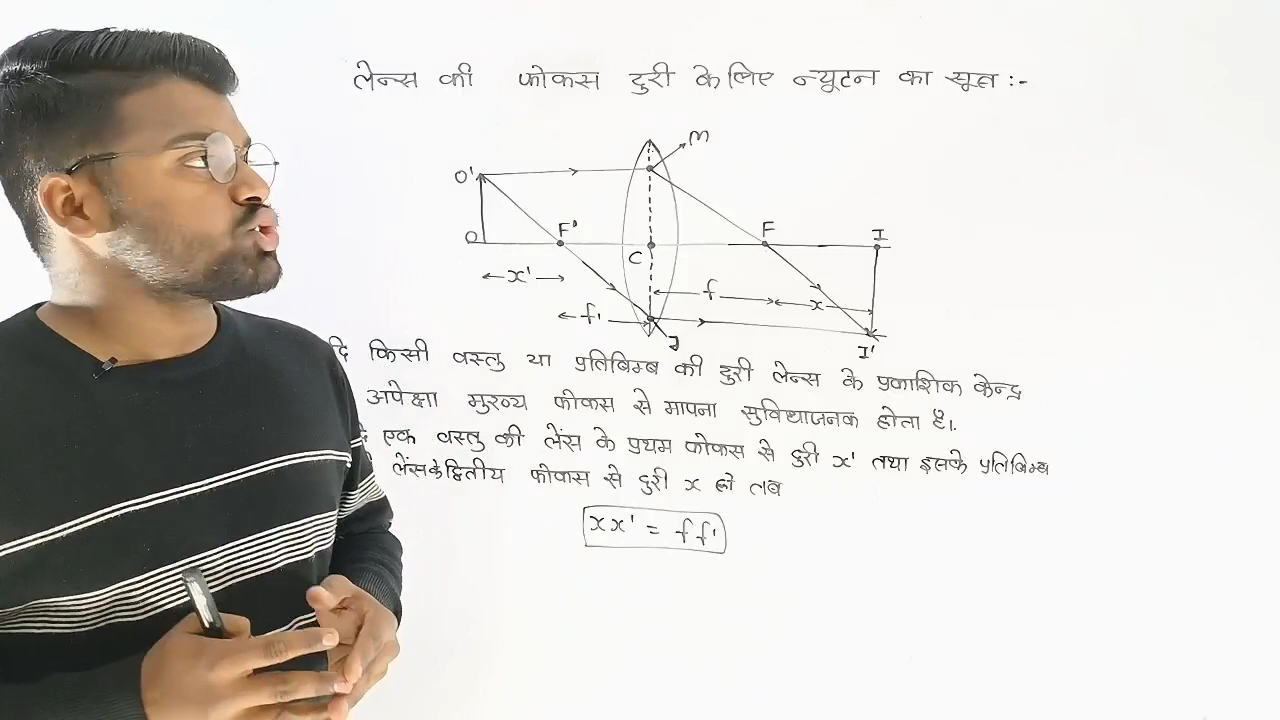 लेन्स की फोकस दुरी के लिए न्यूटन का सूत्र :-
M
O'
F'
F
I
O
C
x'
f
x
f'
J
I'
दि किसी वस्तु या प्रतिबिम्ब की दुरी लेन्स के प्रकाशिक केन्द्र
अपेक्षा मुख्य फोकस से मापना सुविधाजनक होता है।.
एक वस्तु की लेंस के प्रथम फोकस से दुरी x' तथा इसके प्रतिबिम्ब
लेंसके द्वितीय फोकस से दुरी x हो तब
xx' = ff'